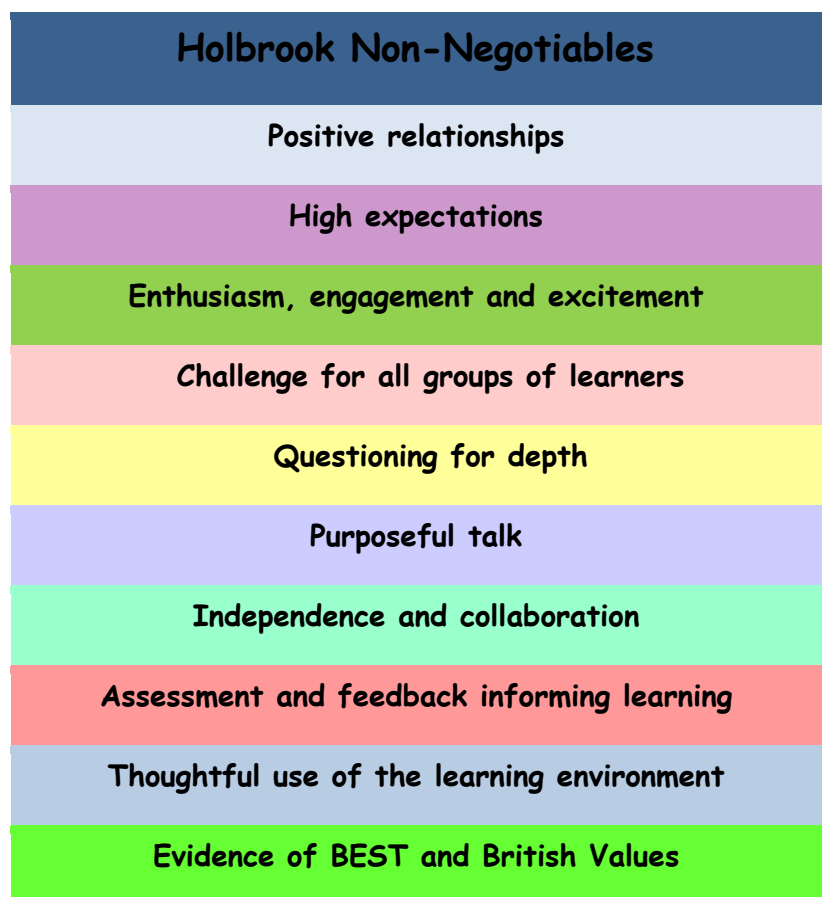 Holbrook Non-Negotiables
Positive relationships
High expectations
Enthusiasm, engagement and excitement
Challenge for all groups of learners
Questioning for depth
Purposeful talk
Independence and collaboration
Assessment and feedback informing learning
Thoughtful use of the learning environment
Evidence of BEST and British Values